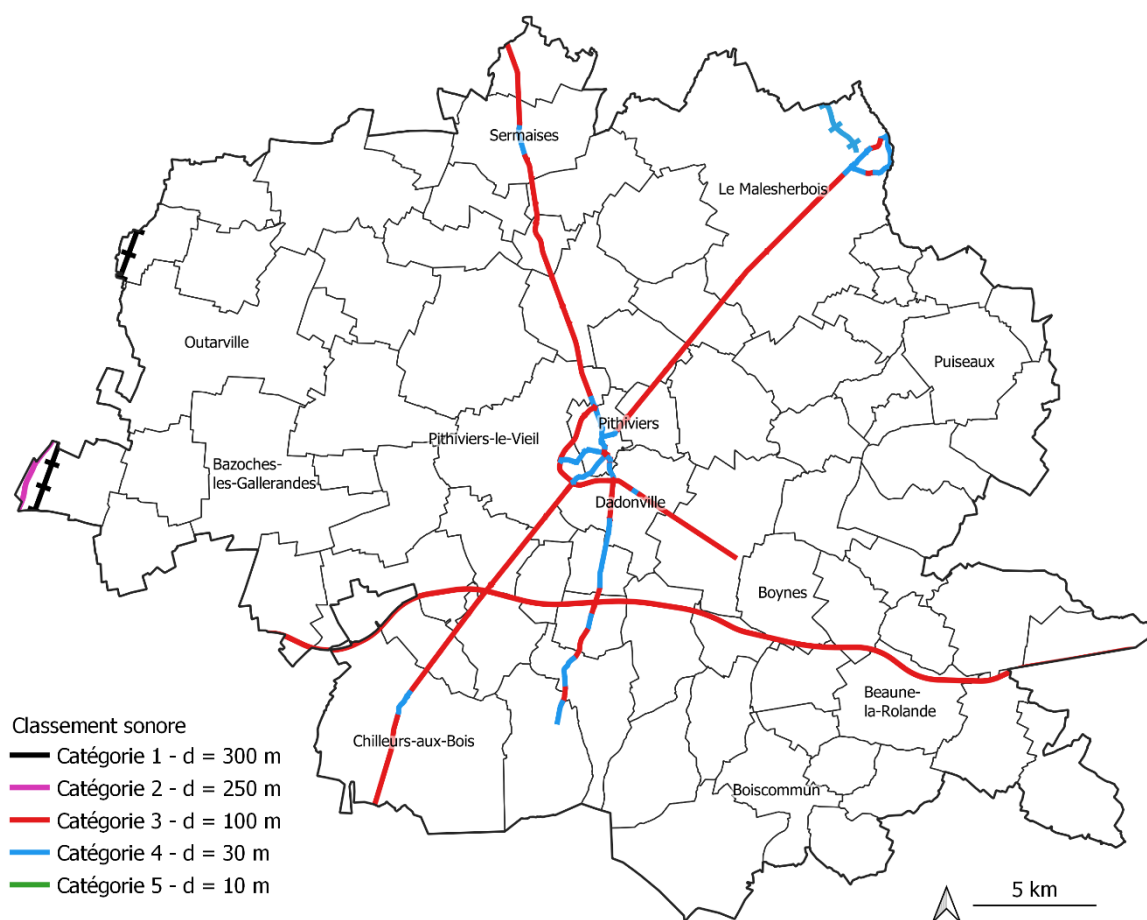 Sermaises
Le Malesherbois
Outarville
Puiseaux
Pithiviers
Pithiviers-le-Vieil
Bazoches-
les-Gallerandes
Dadonville
Boynes
Beaune-
la-Rolande
Chilleurs-aux-Bois
Boiscommun
Classement sonore
Catégorie 1 - d = 300 m
Catégorie 2 - d = 250 m
Catégorie 3 - d = 100 m
Catégorie 4 - d = 30 m
Catégorie 5 - d = 10 m
5 km